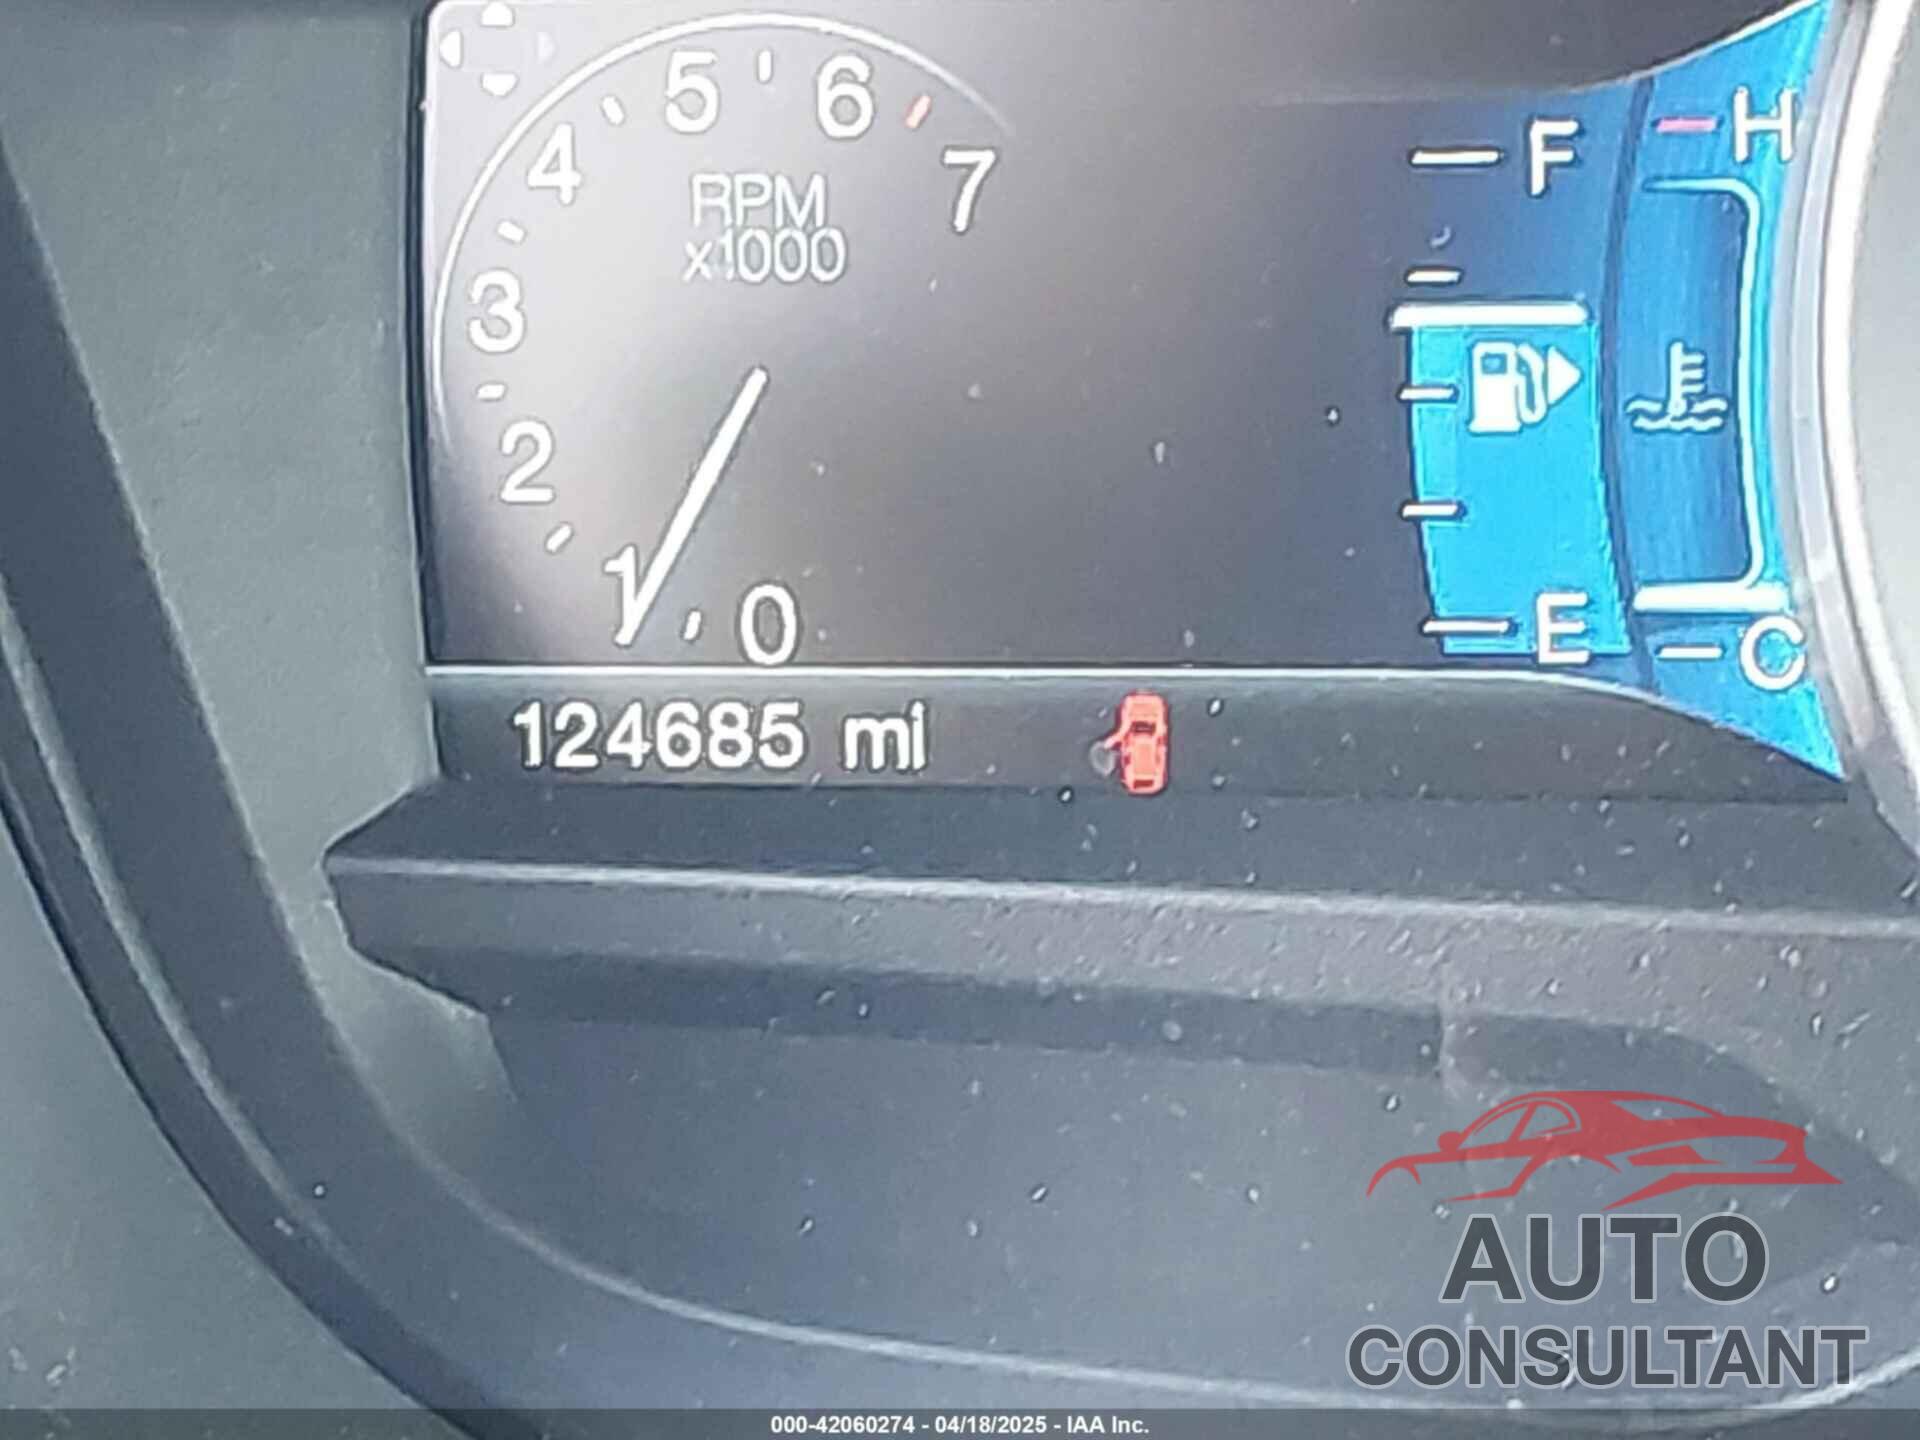 5 6
4 7
RPM
x1000
3
2
1 0
F H
E C
124685 mi
AUTO
CONSULTANT
000-42060274 - 04/18/2025 - IAA Inc.